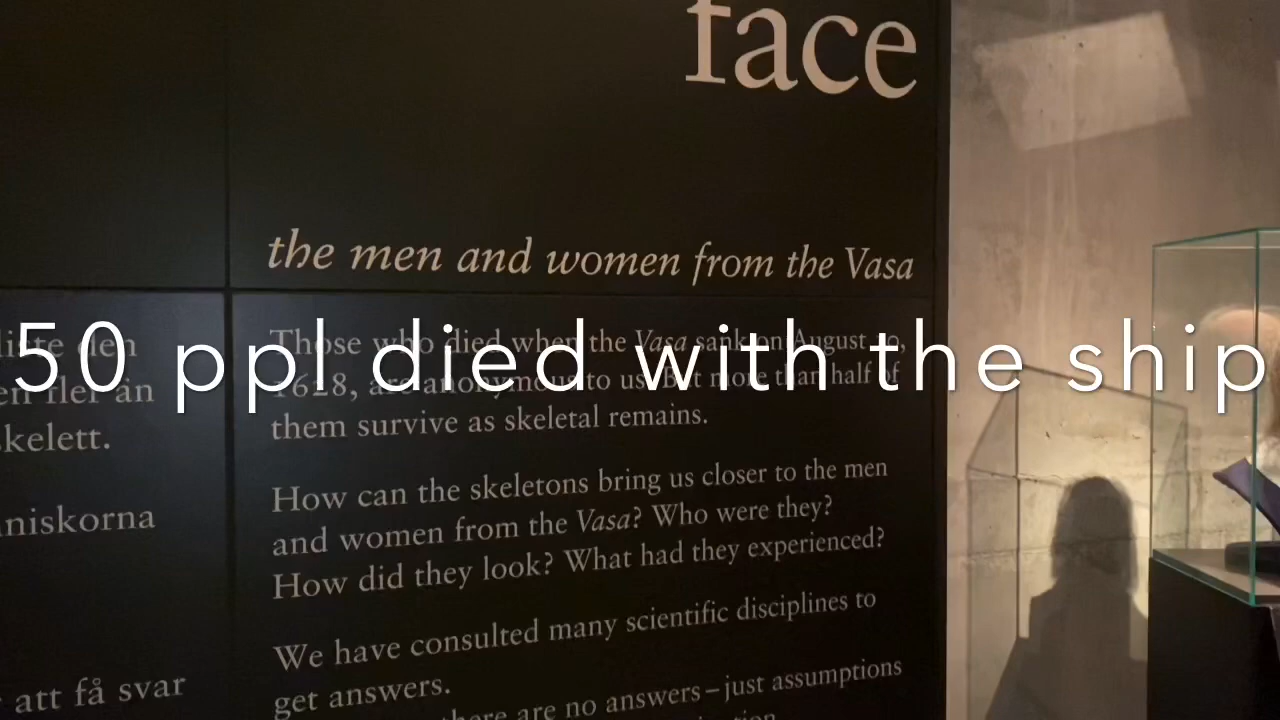 face
the men and women from the Vasa
50 ppl died with the ship
Those who died when the Vasa sank on August
1628, are anonymous to us. But more than half of
them survive as skeletal remains.
How can the skeletons bring us closer to the men
and women from the Vasa? Who were they?
How did they look? What had they experienced?
We have consulted many scientific disciplines to
get answers.
there are no answers – just assumptions
den
än
skelett.
att få svar